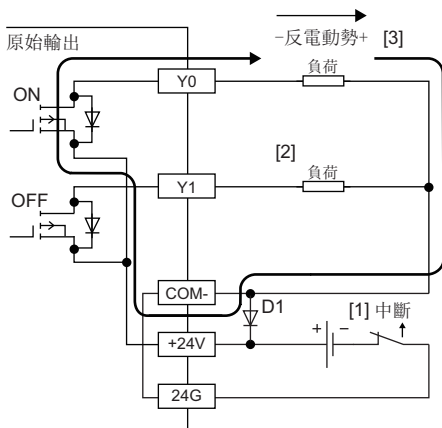 原始輸出
−反電動勢+ [3]
Y0
負荷
ON
[2]
Y1
負荷
OFF
COM-
D1
[1] 中斷
+ −
+24V
24G